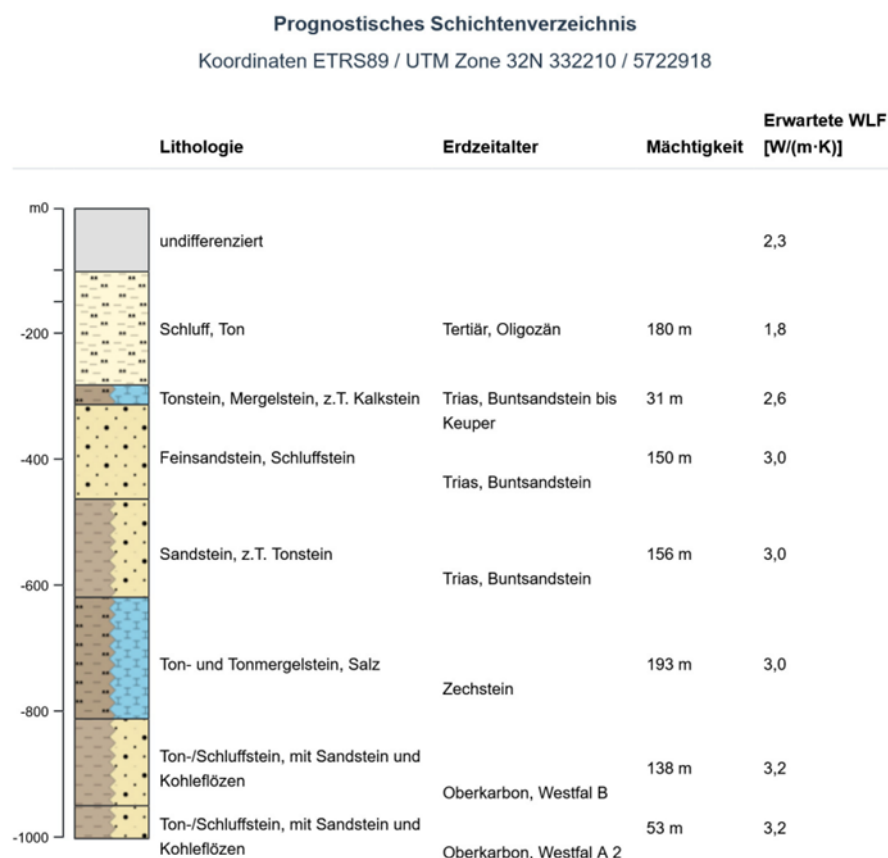 Prognostisches Schichtenverzeichnis
Koordinaten ETRS89 / UTM Zone 32N 332210 / 5722918
Erwartete WLF
Lithologie Erdzeitalter Mächtigkeit [W/(m·K)]
m0
undifferenziert 2,3
-200 Schluff, Ton Tertiär, Oligozän 180 m 1,8
Tonstein, Mergelstein, z.T. Kalkstein Trias, Buntsandstein bis 31 m 2,6
Keuper
-400 Feinsandstein, Schluffstein 150 m 3,0
Trias, Buntsandstein
Sandstein, z.T. Tonstein 156 m 3,0
-600 Trias, Buntsandstein
Ton- und Tonmergelstein, Salz 193 m 3,0
Zechstein
-800
Ton-/Schluffstein, mit Sandstein und 138 m 3,2
Kohleflözen
Oberkarbon, Westfal B
-1000 Ton-/Schluffstein, mit Sandstein und 53 m 3,2
Kohleflözen Oberkarbon, Westfal A 2